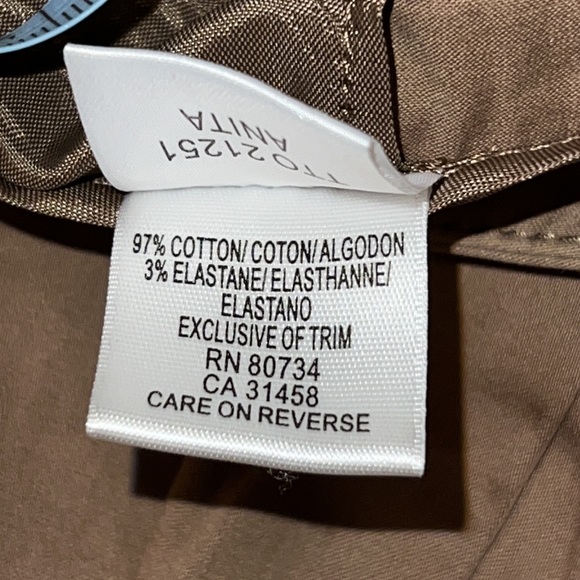 TTO21251
ANITA
97% COTTON/ COTON/ ALGODON
3% ELASTANE/ ELASTHANNE/
ELASTANO
EXCLUSIVE OF TRIM
RN 80734
CA 31458
CARE ON REVERSE